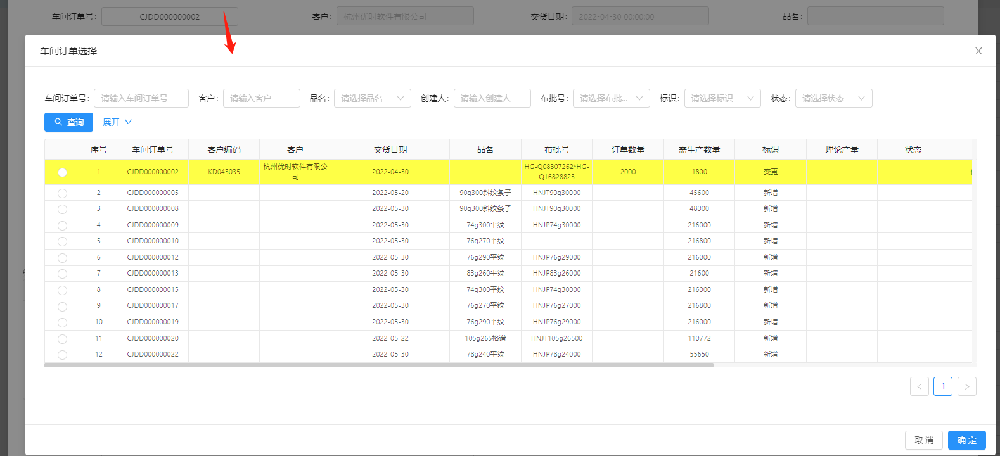 车间订单号: CJDD000000002 客户: 杭州优时软件有限公司 交货日期: 2022-04-30 00:00:00 品名:
车间订单选择
车间订单号: 请输入车间订单号 客户: 请输入客户 品名: 请选择品名 创建人: 请输入创建人 布批号: 请选择布批... 标识: 请选择标识 状态: 请选择状态
查询 展开
序号 车间订单号 客户编码 客户 交货日期 品名 布批号 订单数量 需生产数量 标识 理论产量 状态
1 CJDD000000002 KD043035 杭州优时软件有限公司 2022-04-30 HG-Q08307262*HG-Q16828823 2000 1800 变更
2 CJDD000000005 2022-05-20 90g300斜纹条子 HNJT90g30000 45600 新增
3 CJDD000000008 2022-05-30 90g300斜纹条子 HNJT90g30000 48000 新增
4 CJDD000000009 2022-05-30 74g300平纹 HNJP74g30000 216000 新增
5 CJDD000000010 2022-05-30 76g270平纹 216800 新增
6 CJDD000000012 2022-05-30 76g290平纹 HNJP76g29000 216000 新增
7 CJDD000000013 2022-05-30 83g260平纹 HNJP83g26000 21600 新增
8 CJDD000000015 2022-05-30 74g300平纹 HNJP74g30000 216000 新增
9 CJDD000000017 2022-05-30 76g270平纹 HNJP76g27000 216800 新增
10 CJDD000000019 2022-05-30 76g290平纹 HNJP76g29000 216000 新增
11 CJDD000000020 2022-05-22 105g265格谱 HNJT105g26500 110772 新增
12 CJDD000000022 2022-05-30 78g240平纹 HNJP78g24000 55650 新增
< 1 >
取 消 确 定